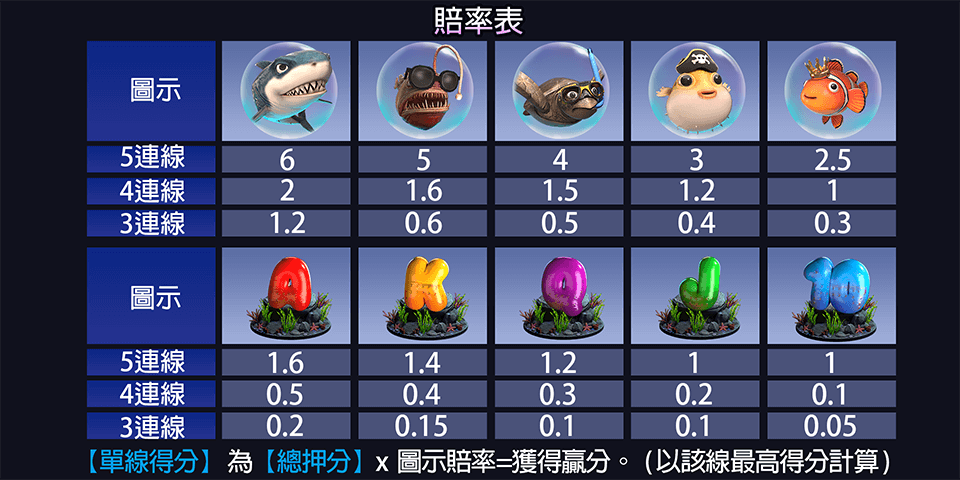 賠率表
圖示
5連線 6 5 4 3 2.5
4連線 2 1.6 1.5 1.2 1
3連線 1.2 0.6 0.5 0.4 0.3
圖示 A K Q J 10
5連線 1.6 1.4 1.2 1 1
4連線 0.5 0.4 0.3 0.2 0.1
3連線 0.2 0.15 0.1 0.1 0.05
【單線得分】 為【總押分】x 圖示賠率=獲得贏分。(以該線最高得分計算)